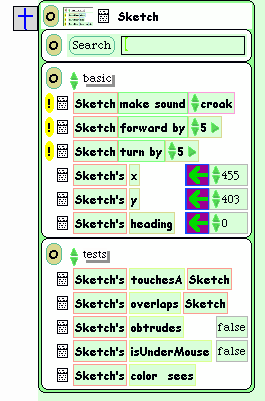 Sketch
Search
basic
! Sketch make sound croak
! Sketch forward by 5
! Sketch turn by 5
Sketch's x 455
Sketch's y 403
Sketch's heading 0
tests
Sketch's touchesA Sketch
Sketch's overlaps Sketch
Sketch's obtrudes false
Sketch's isUnderMouse false
Sketch's color sees